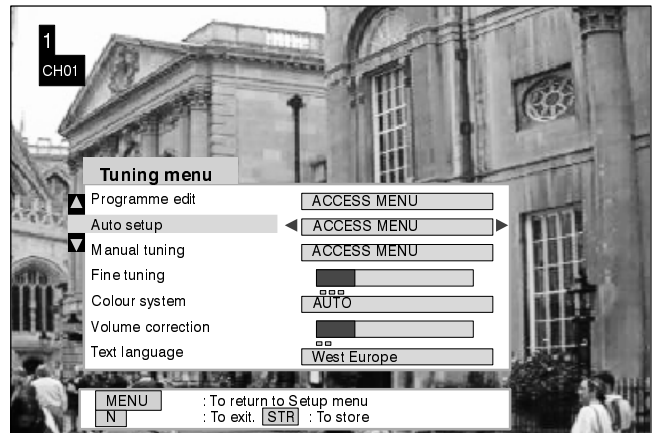 1
CH01
Tuning menu
Programme edit ACCESS MENU
Auto setup ACCESS MENU
Manual tuning ACCESS MENU
Fine tuning
Colour system AUTO
Volume correction
Text language West Europe
MENU : To return to Setup menu
N : To exit. STR : To store